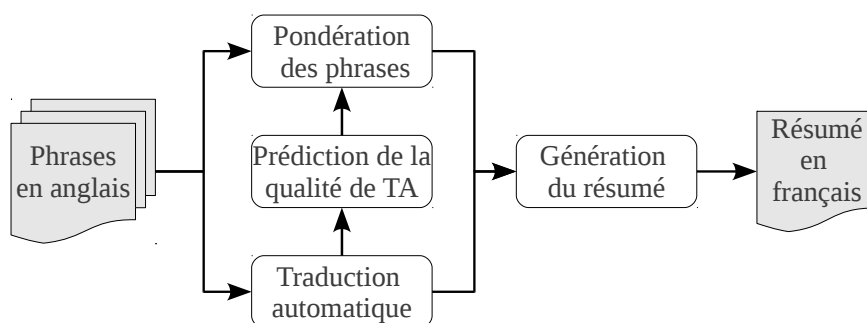 Phrases
en anglais
Pondération
des phrases
Prédiction de la
qualité de TA
Traduction
automatique
Génération
du résumé
Résumé
en
français